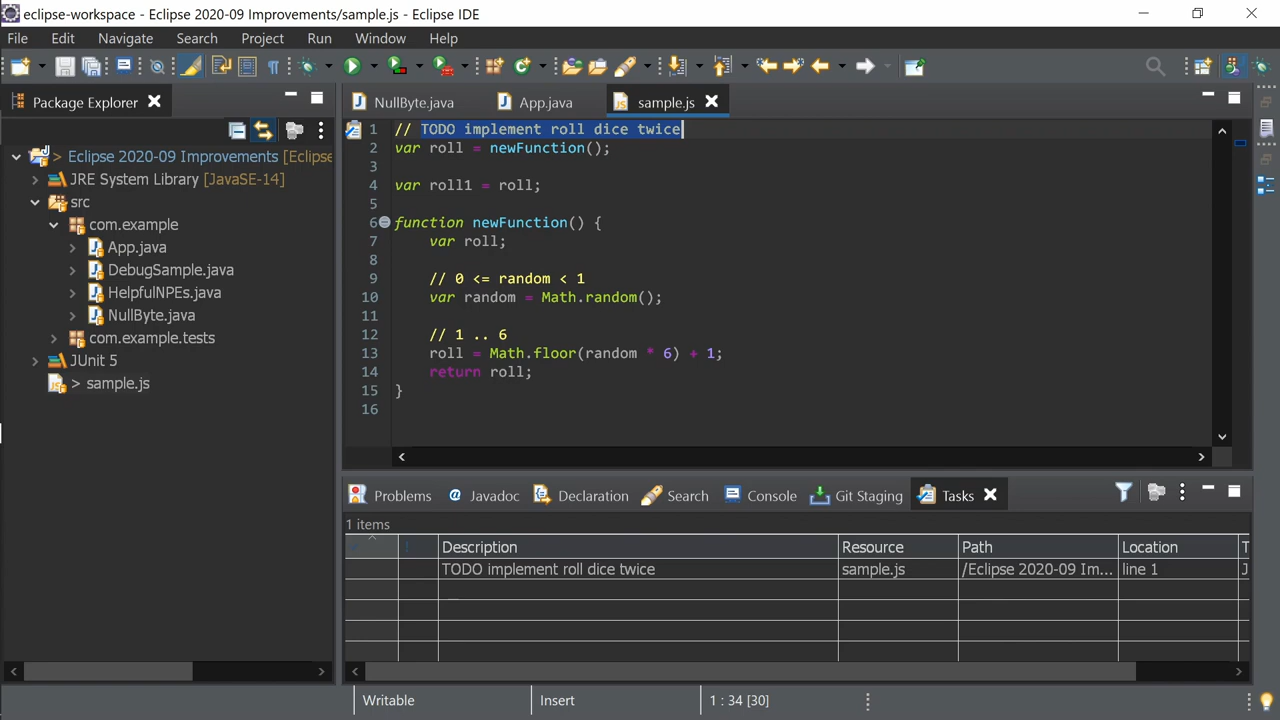 eclipse-workspace - Eclipse 2020-09 Improvements/sample.js - Eclipse IDE
File Edit Navigate Search Project Run Window Help
Package Explorer
NullByte.java App.java sample.js
> Eclipse 2020-09 Improvements [Eclipse
JRE System Library [JavaSE-14]
src
com.example
App.java
DebugSample.java
HelpfulNPEs.java
NullByte.java
com.example.tests
JUnit 5
> sample.js
1 // TODO implement roll dice twice
2 var roll = newFunction();
3
4 var roll1 = roll;
5
6 function newFunction() {
7 var roll;
8
9 // 0 <= random < 1
10 var random = Math.random();
11
12 // 1 .. 6
13 roll = Math.floor(random * 6) + 1;
14 return roll;
15 }
16
Problems @ Javadoc Declaration Search Console Git Staging Tasks
1 items
! Description Resource Path Location T
TODO implement roll dice twice sample.js /Eclipse 2020-09 Im... line 1 J
Writable Insert 1 : 34 [30]